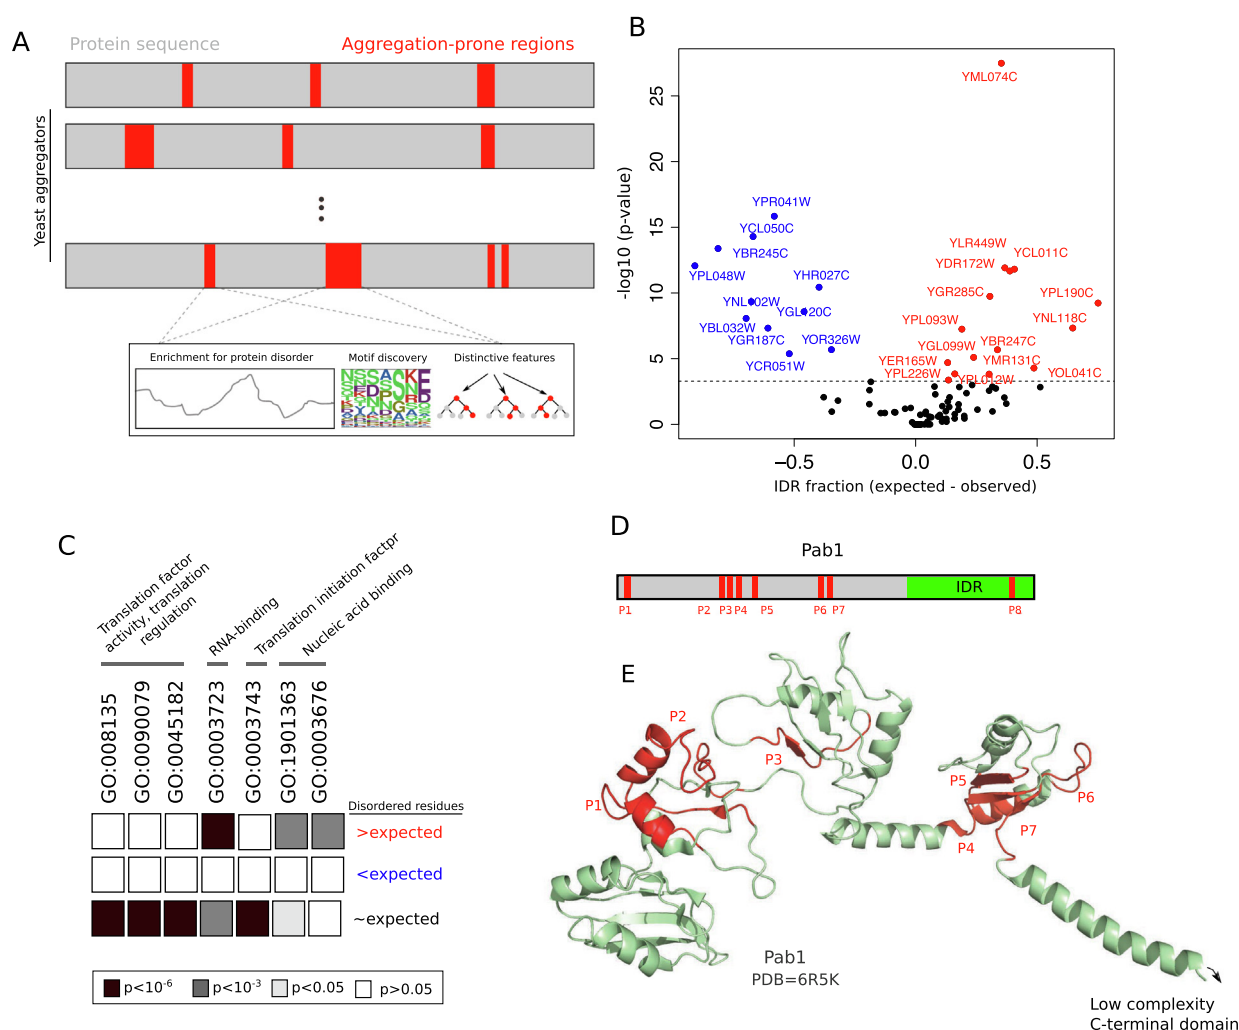 A
Protein sequence
Aggregation-prone regions
Yeast aggregators
Enrichment for protein disorder
Motif discovery
Distinctive features
B
-log10 (p-value)
25
20
15
10
5
0
YML074C
YPR041W
YCL050C
YBR245C
YPL048W
YHR027C
YNL102W
YGL120C
YBL032W
YGR187C
YOR326W
YCR051W
YLR449W
YCL011C
YDR172W
YGR285C
YPL190C
YPL093W
YNL118C
YGL099W
YBR247C
YER165W
YMR131C
YPL226W
YPL012W
YOL041C
−0.5
0.0
0.5
IDR fraction (expected - observed)
C
Translation factor
activity, translation
regulation
RNA-binding
Translation initiation factpr
Nucleic acid binding
GO:008135
GO:0090079
GO:0045182
GO:0003723
GO:0003743
GO:1901363
GO:0003676
Disordered residues
>expected
<expected
~expected
p<10-6
p<10-3
p<0.05
p>0.05
D
Pab1
IDR
P1
P2
P3
P4
P5
P6
P7
P8
E
P2
P1
P3
P5
P6
P7
P4
Pab1
PDB=6R5K
Low complexity
C-terminal domain